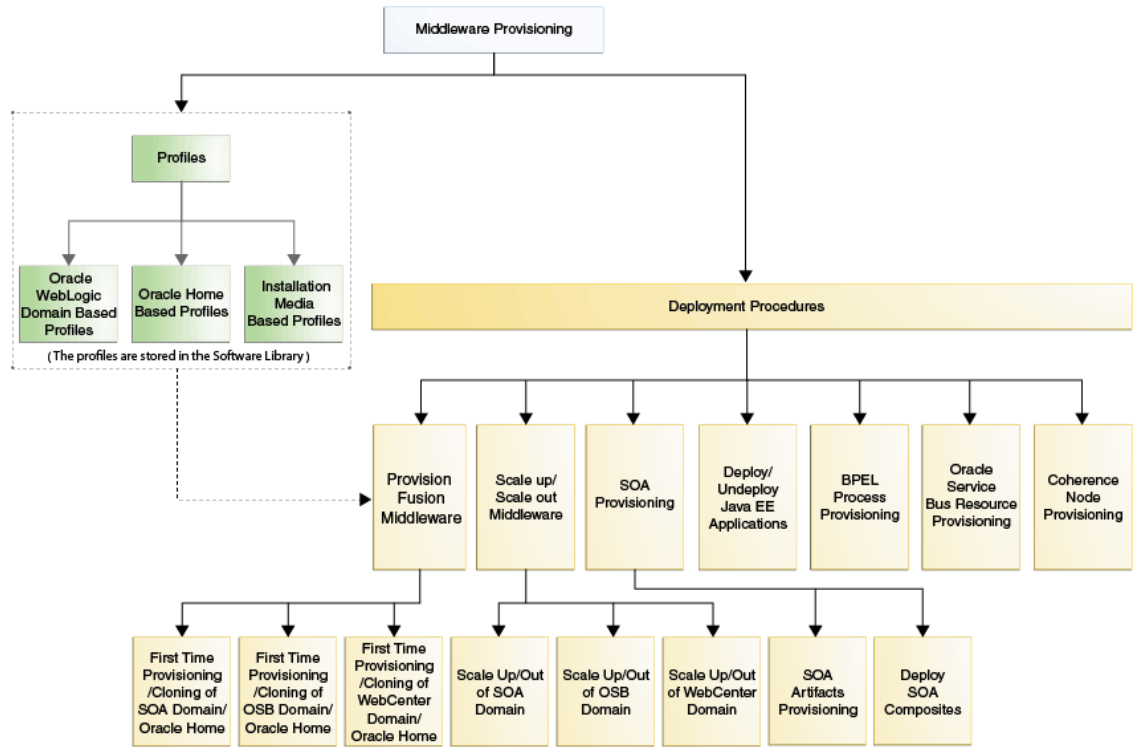 Middleware Provisioning
Profiles
Oracle
WebLogic
Domain Based
Profiles
Oracle Home
Based Profiles
Installation
Media
Based Profiles
( The profiles are stored in the Software Library )
Deployment Procedures
Provision
Fusion
Middleware
Scale up/
Scale out
Middleware
SOA
Provisioning
Deploy/
Undeploy
Java EE
Applications
BPEL
Process
Provisioning
Oracle
Service
Bus Resource
Provisioning
Coherence
Node
Provisioning
First Time
Provisioning
/Cloning of
SOA Domain/
Oracle Home
First Time
Provisioning
/Cloning of
OSB Domain/
Oracle Home
First Time
Provisioning
/Cloning of
WebCenter
Domain/
Oracle Home
Scale Up/Out
of SOA
Domain
Scale Up/Out
of OSB
Domain
Scale Up/Out
of WebCenter
Domain
SOA
Artifacts
Provisioning
Deploy
SOA
Composites